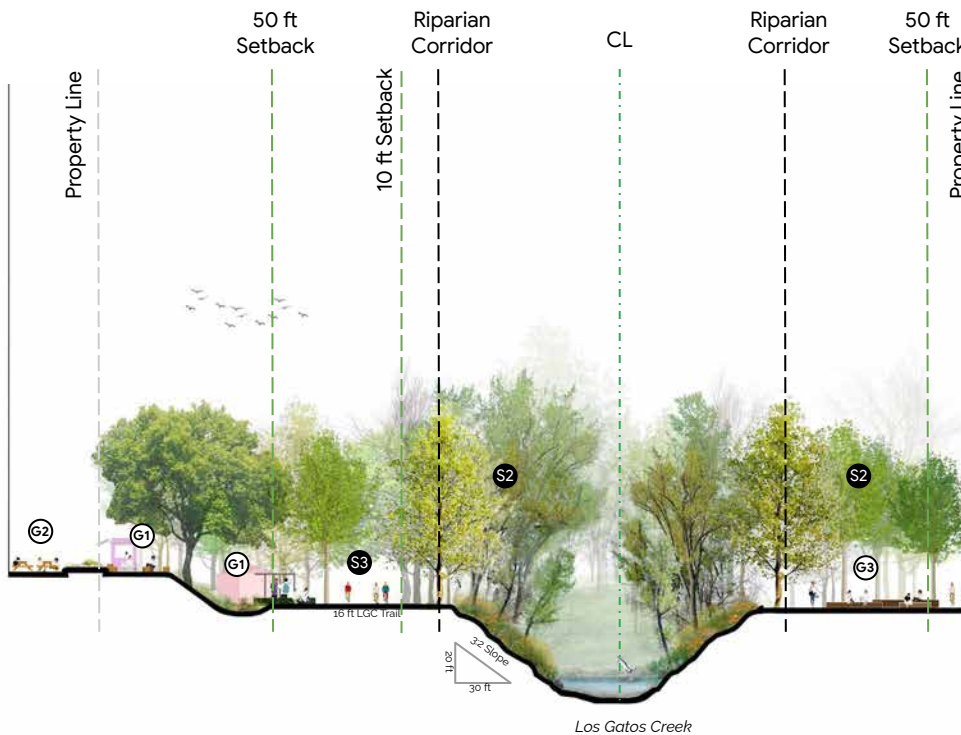 50 ft
Setback
Riparian
Corridor
CL
Riparian
Corridor
50 ft
Setback
Property Line
10 ft Setback
Property Line
S2
S2
G2
G1
G1
S3
G3
16 ft LGC Trail
3:2 Slope
20 ft
30 ft
Los Gatos Creek